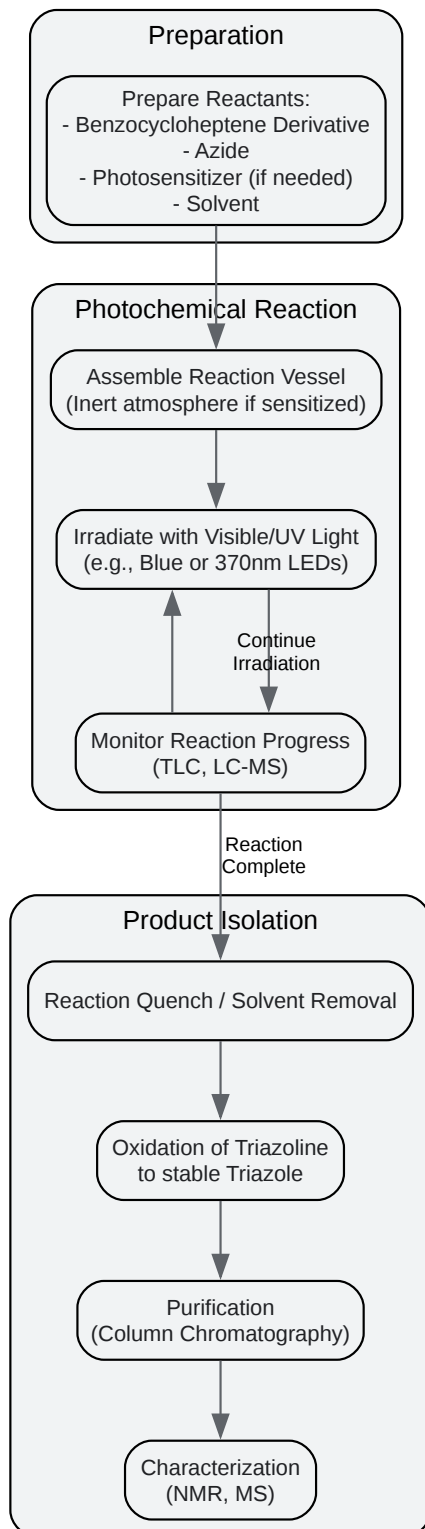 Preparation
Prepare Reactants:
- Benzocycloheptene Derivative
- Azide
- Photosensitizer (if needed)
- Solvent
Photochemical Reaction
Assemble Reaction Vessel
(Inert atmosphere if sensitized)
Irradiate with Visible/UV Light
(e.g., Blue or 370nm LEDs)
Continue
Irradiation
Monitor Reaction Progress
(TLC, LC-MS)
Reaction
Complete
Product Isolation
Reaction Quench / Solvent Removal
Oxidation of Triazoline
to stable Triazole
Purification
(Column Chromatography)
Characterization
(NMR, MS)